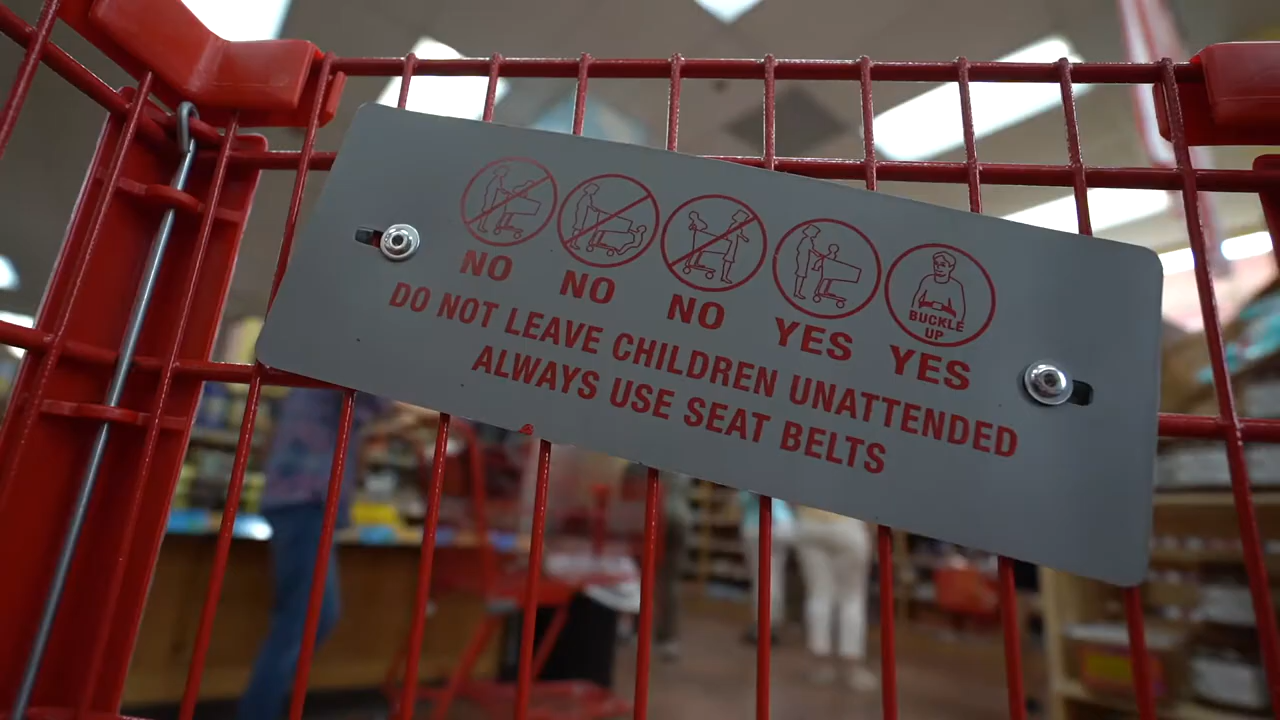 NO NO NO YES YES
BUCKLE
UP
DO NOT LEAVE CHILDREN UNATTENDED
ALWAYS USE SEAT BELTS